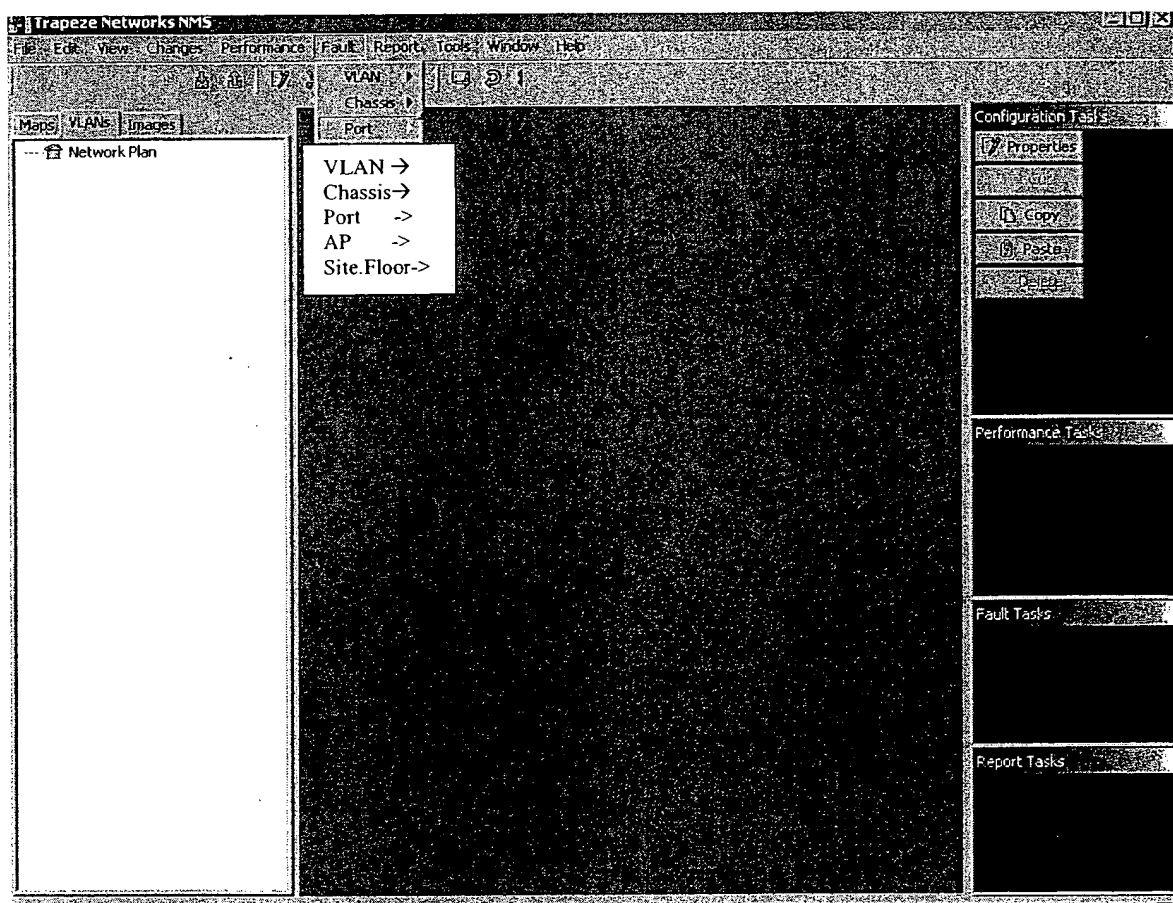 Trapeze Networks NMS
File Edit View Changes Performance Fault Report Tools Window Help
VLAN
Chassis
Port
Maps VLANs Images
Network Plan
VLAN →
Chassis→
Port ->
AP ->
Site.Floor->
Configuration Tasks
Properties
Copy
Paste
Delete
Performance Tasks
Fault Tasks
Report Tasks